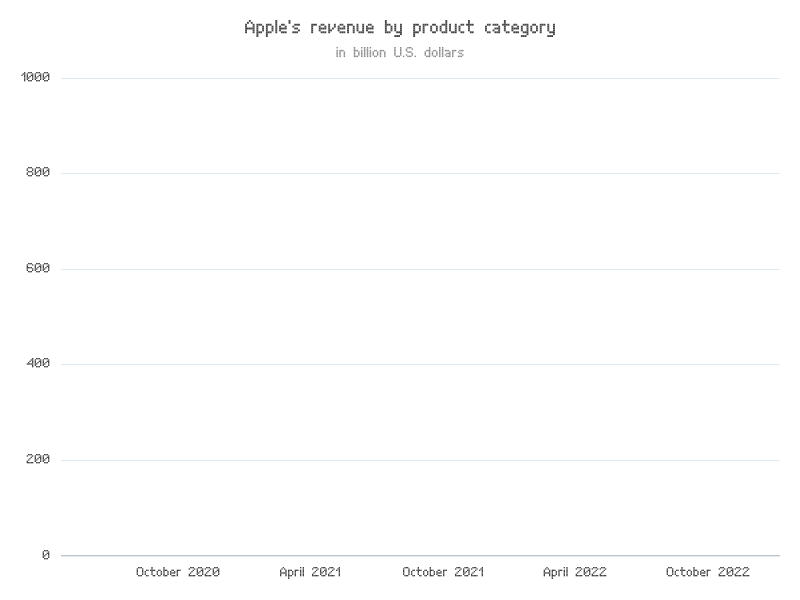 Apple's revenue by product category
in billion U.S. dollars
1000
800
600
400
200
0
October 2020 April 2021 October 2021 April 2022 October 2022